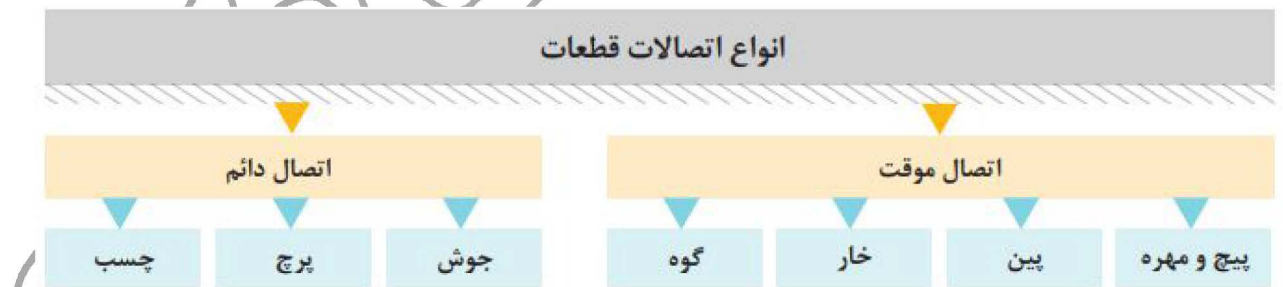 انواع اتصالات قطعات
اتصال موقت
اتصال دائم
پیچ و مهره
پین
خار
گوه
جوش
پرچ
چسب